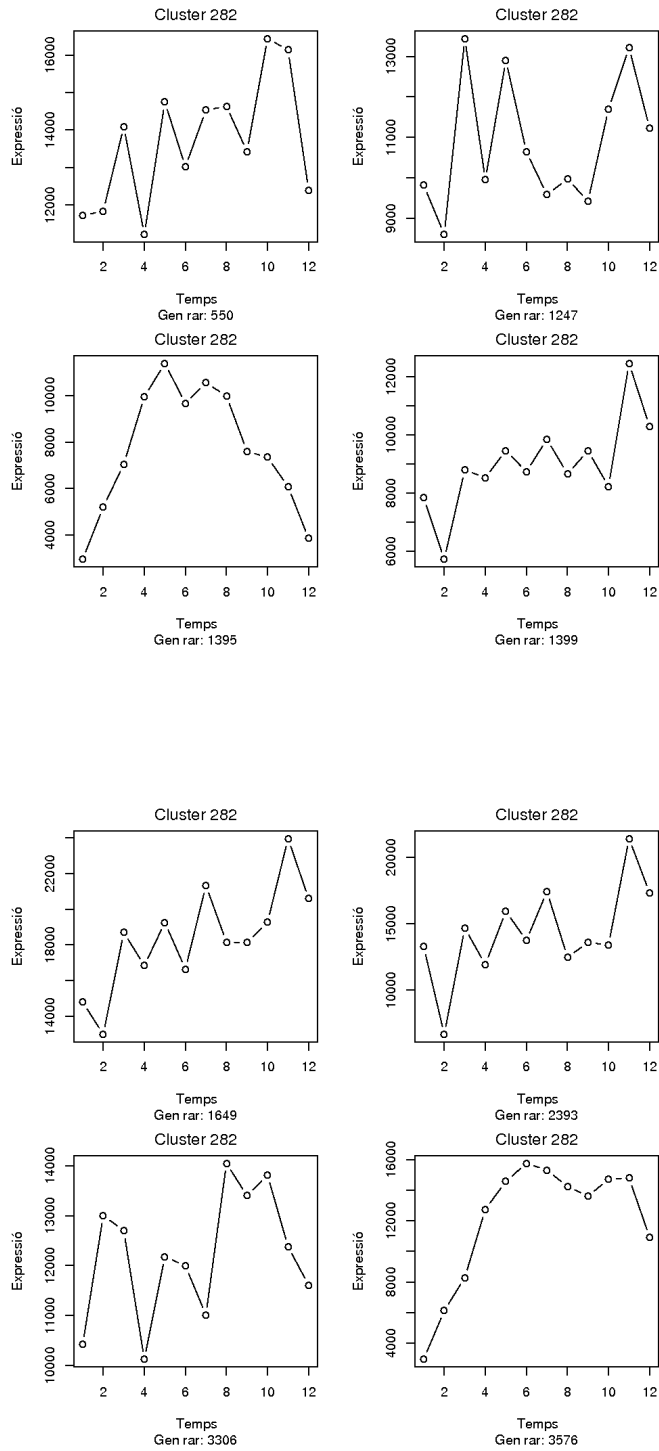 Cluster 282
Expressió
16000
14000
12000
2 4 6 8 10 12
Temps
Gen rar: 550
Cluster 282
Expressió
13000
11000
9000
2 4 6 8 10 12
Temps
Gen rar: 1247
Cluster 282
Expressió
10000
8000
6000
4000
2 4 6 8 10 12
Temps
Gen rar: 1395
Cluster 282
Expressió
12000
10000
8000
6000
2 4 6 8 10 12
Temps
Gen rar: 1399
Cluster 282
Expressió
22000
18000
14000
2 4 6 8 10 12
Temps
Gen rar: 1649
Cluster 282
Expressió
20000
15000
10000
2 4 6 8 10 12
Temps
Gen rar: 2393
Cluster 282
Expressió
14000
13000
12000
11000
10000
2 4 6 8 10 12
Temps
Gen rar: 3306
Cluster 282
Expressió
16000
12000
8000
4000
2 4 6 8 10 12
Temps
Gen rar: 3576